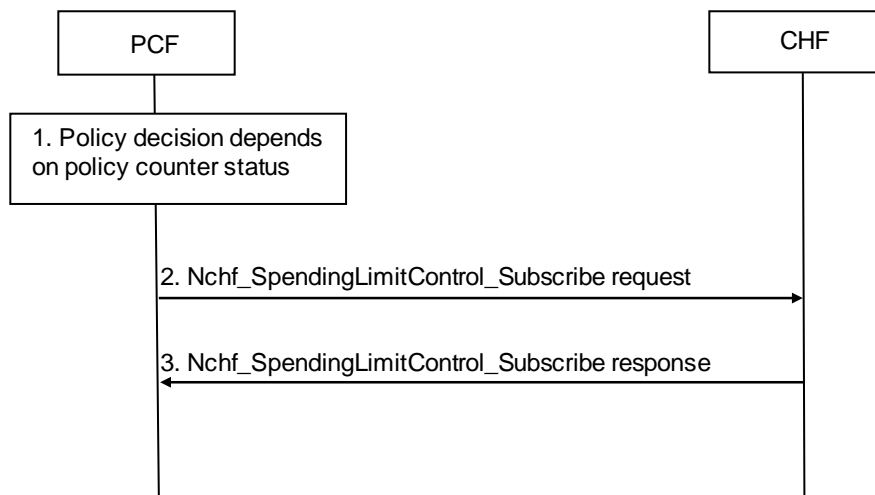 PCF
CHF
1. Policy decision depends
on policy counter status
2. Nchf_SpendingLimitControl_Subscribe request
3. Nchf_SpendingLimitControl_Subscribe response